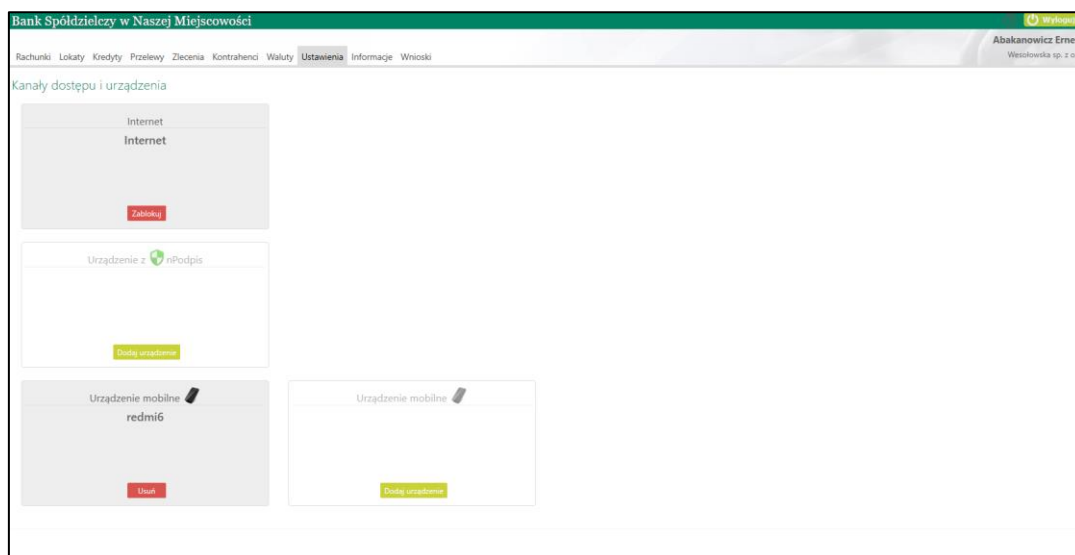 Bank Spółdzielczy w Naszej Miejscowości
Wyloguj
Abakanowicz Erne
Wesołowska sp. z o
Rachunki Lokaty Kredyty Przelewy Zlecenia Kontrahenci Waluty Ustawienia Informacje Wnioski
Kanały dostępu i urządzenia
Internet
Internet
Zablokuj
Urządzenie z nPodpis
Dodaj urządzenie
Urządzenie mobilne
redmi6
Usuń
Urządzenie mobilne
Dodaj urządzenie